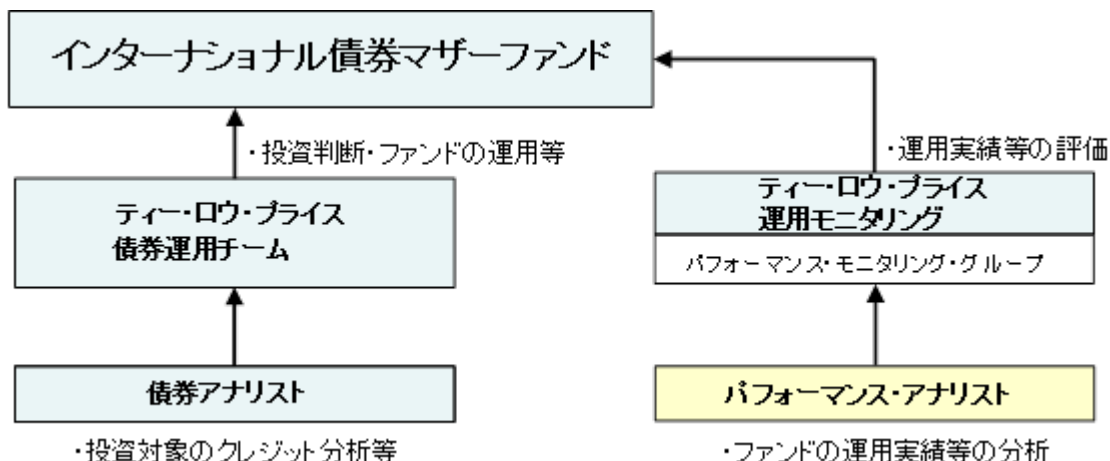 インターナショナル債券マザーファンド
・投資判断・ファンドの運用等
・運用実績等の評価
ティー・ロウ・プライス
債券運用チーム
ティー・ロウ・プライス
運用モニタリング
パフォーマンス・モニタリング・グループ
債券アナリスト
パフォーマンス・アナリスト
・投資対象のクレジット分析等
・ファンドの運用実績等の分析